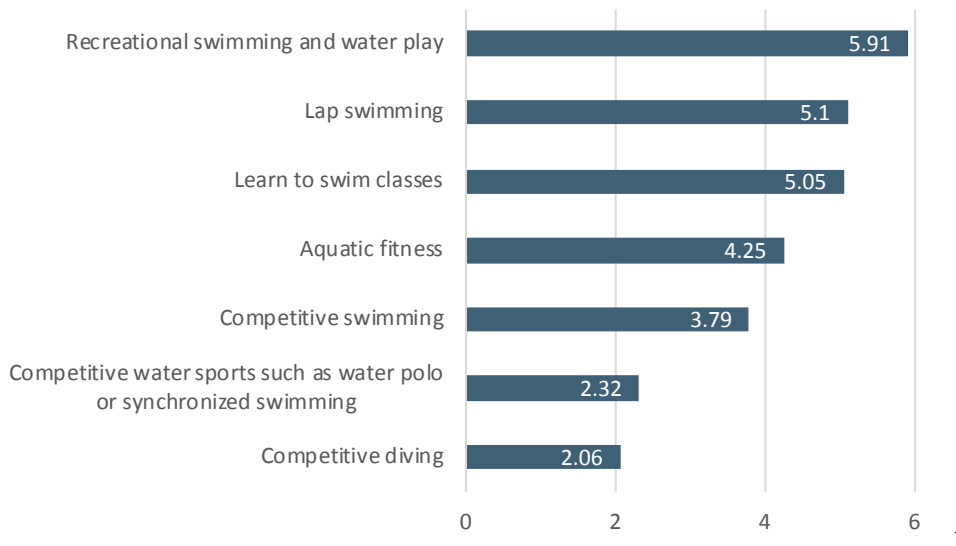 Recreational swimming and water play
5.91
Lap swimming
5.1
Learn to swim classes
5.05
Aquatic fitness
4.25
Competitive swimming
3.79
Competitive water sports such as water polo
or synchronized swimming
2.32
Competitive diving
2.06
0 2 4 6